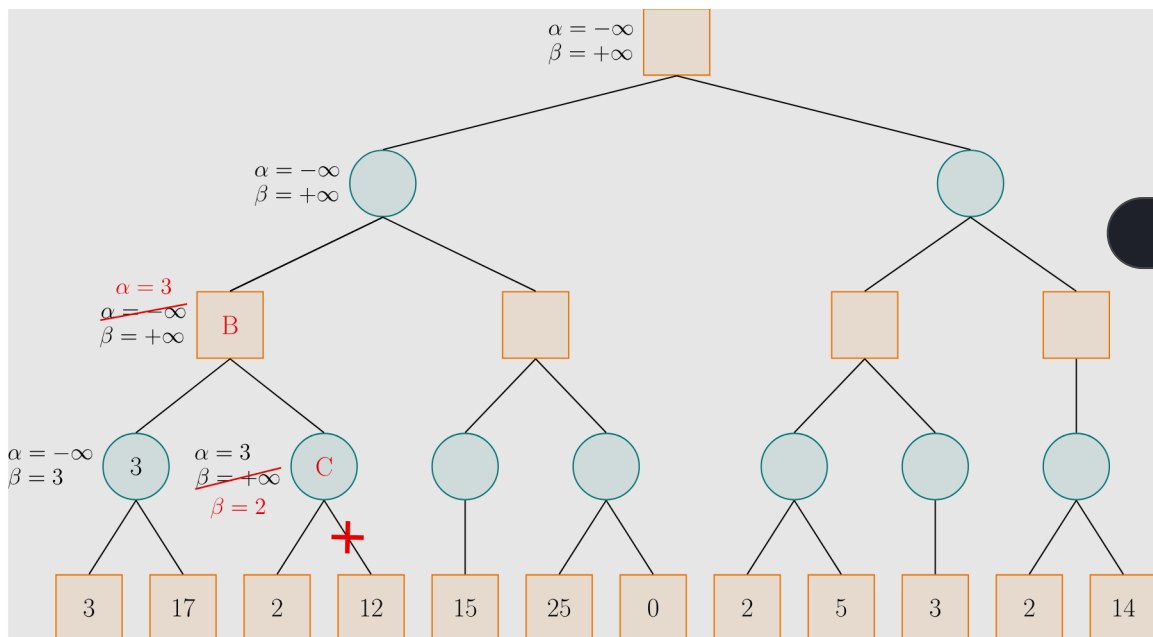 α = −∞
β = +∞
α = −∞
β = +∞
α = 3
α = −∞
β = +∞
B
α = −∞
β = 3
3
α = 3
β = +∞
β = 2
C
3 17 2 12 15 25 0 2 5 3 2 14